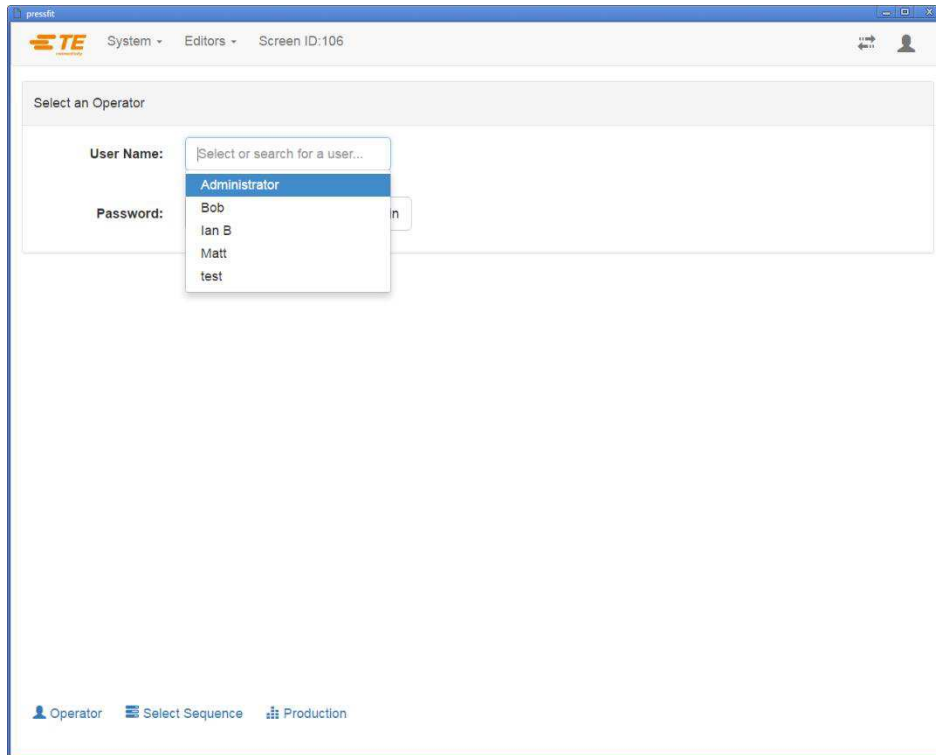 pressfit
TE
connectivity
System
Editors
Screen ID:106
Select an Operator
User Name:
Select or search for a user...
Administrator
Bob
Ian B
Matt
test
Password:
in
Operator
Select Sequence
Production